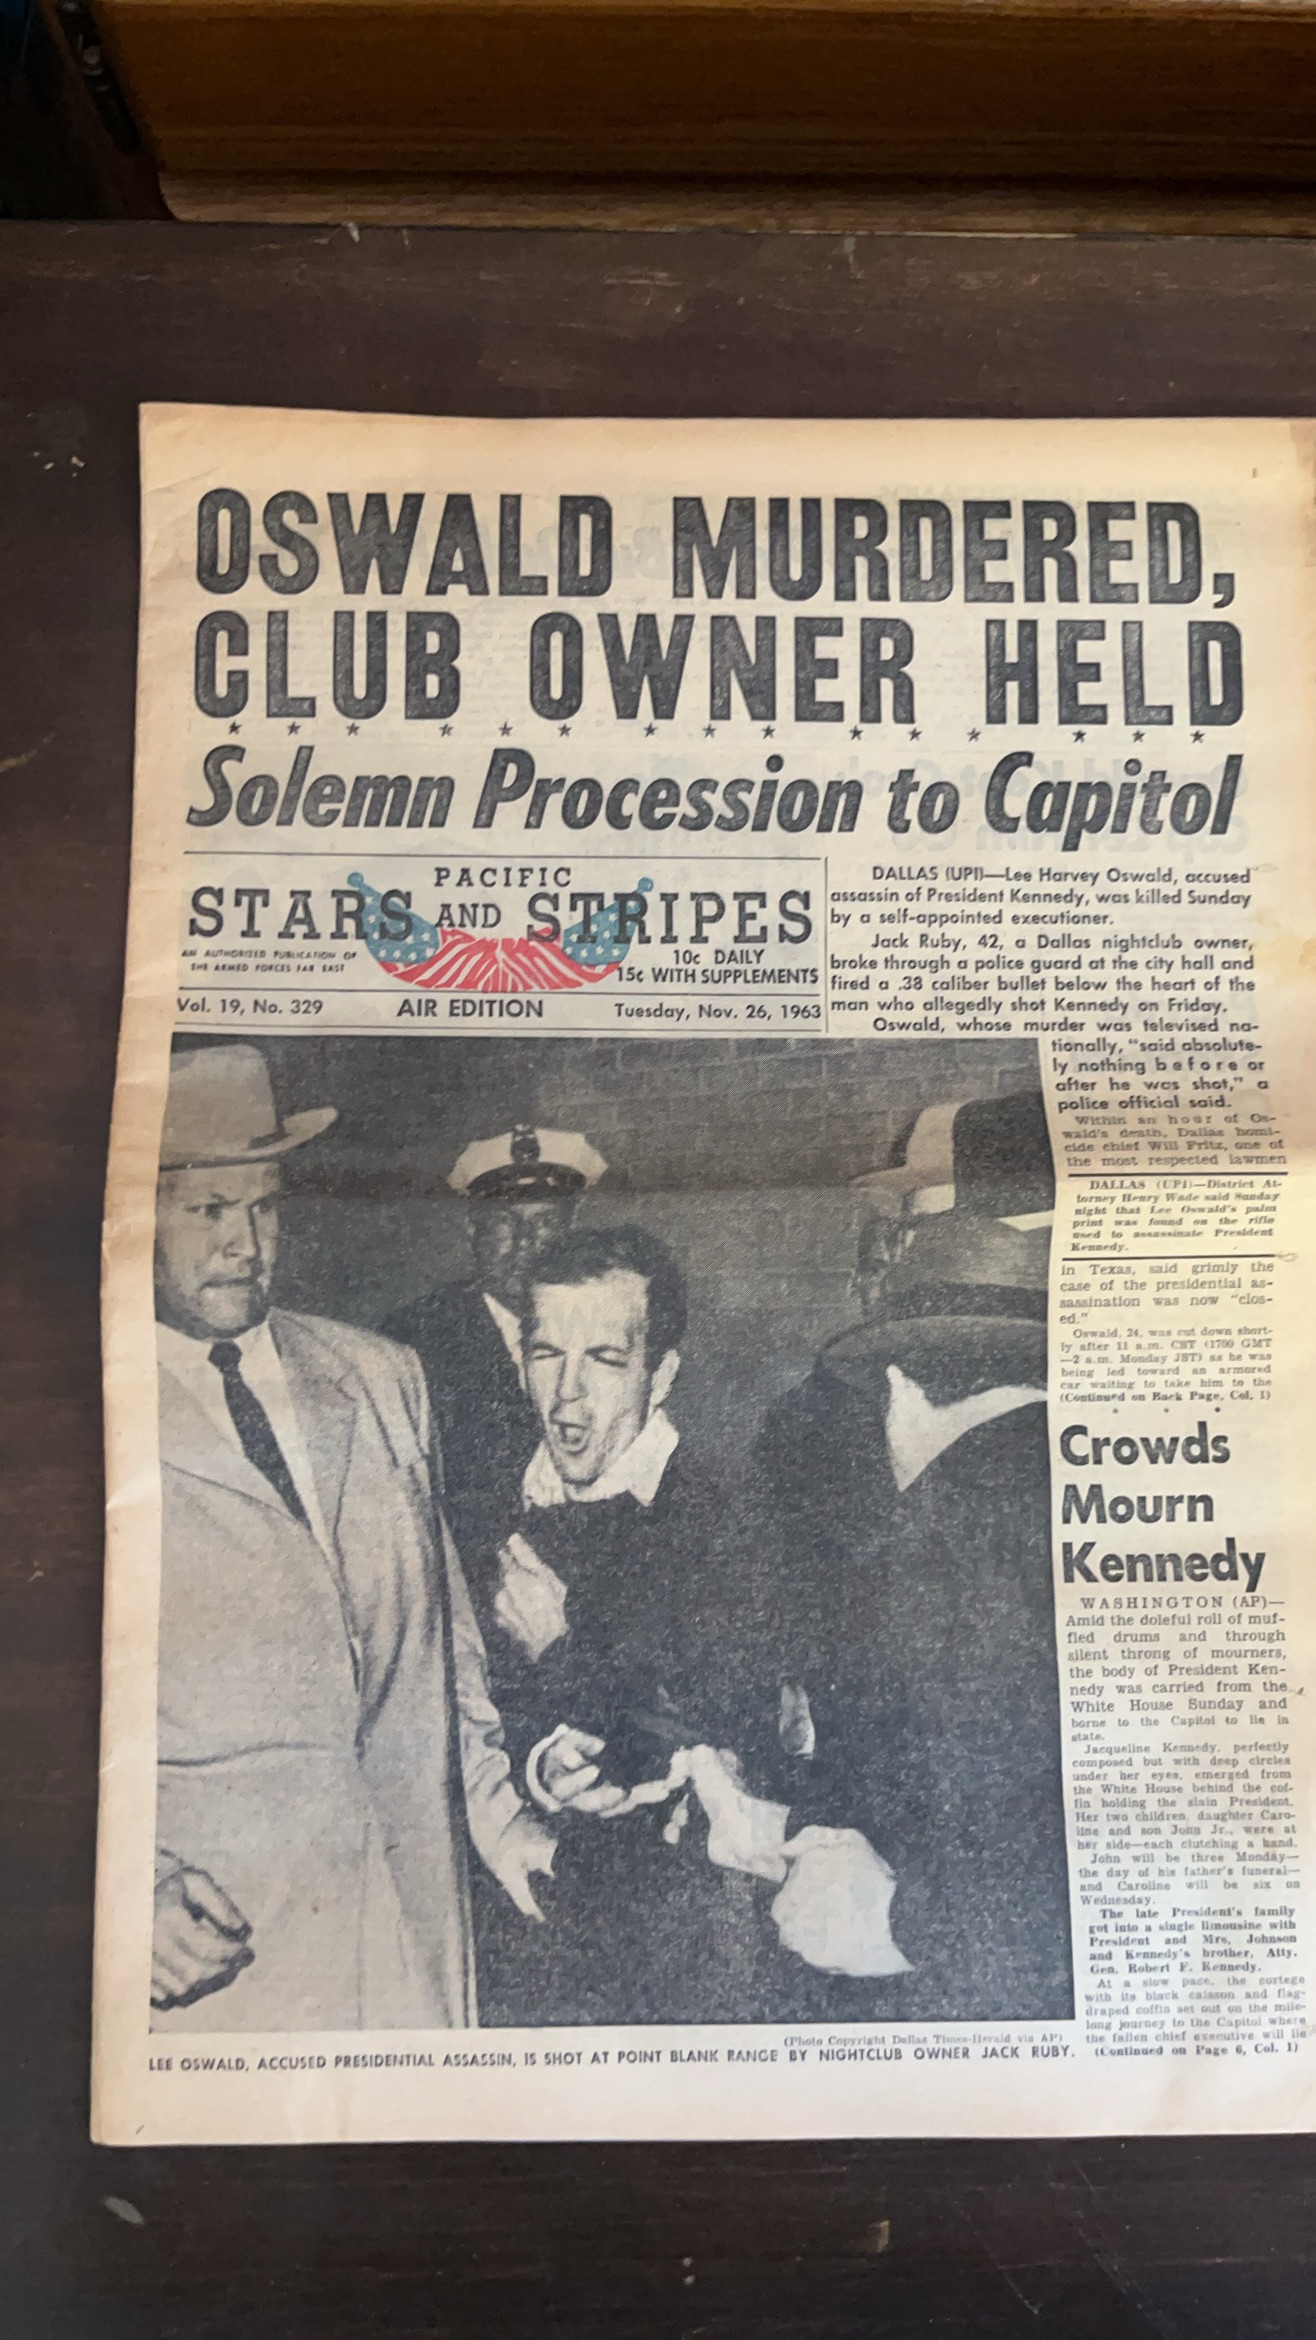 OSWALD MURDERED,
CLUB OWNER HELD
Solemn Procession to Capitol
PACIFIC
STARS AND STRIPES
AN AUTHORIZED PUBLICATION OF
THE ARMED FORCES FAR EAST
10c DAILY
15c WITH SUPPLEMENTS
Vol. 19, No. 329 AIR EDITION Tuesday, Nov. 26, 1963
DALLAS (UPI)—Lee Harvey Oswald, accused
assassin of President Kennedy, was killed Sunday
by a self-appointed executioner.
Jack Ruby, 42, a Dallas nightclub owner,
broke through a police guard at the city hall and
fired a .38 caliber bullet below the heart of the
man who allegedly shot Kennedy on Friday.
Oswald, whose murder was televised na-
tionally, "said absolute-
ly nothing before or
after he was shot," a
police official said.
Within an hour of Os-
wald's death, Dallas homi-
cide chief Will Fritz, one of
the most respected lawmen
DALLAS (UPI)—District At-
torney Henry Wade said Sunday
night that Lee Oswald's palm
print was found on the rifle
used to assassinate President
Kennedy.
in Texas, said grimly the
case of the presidential as-
sassination was now "clos-
ed."
Oswald, 24, was cut down short-
ly after 11 a.m. CST (1700 GMT
—2 a.m. Monday JST) as he was
being led toward an armored
car waiting to take him to the
(Continued on Back Page, Col. 1)
Crowds
Mourn
Kennedy
WASHINGTON (AP)—
Amid the doleful roll of muf-
fled drums and through
silent throng of mourners,
the body of President Ken-
nedy was carried from the
White House Sunday and
borne to the Capitol to lie in
state.
Jacqueline Kennedy, perfectly
composed but with deep circles
under her eyes, emerged from
the White House behind the cof-
fin holding the slain President.
Her two children, daughter Caro-
line and son John Jr., were at
her side—each clutching a hand.
John will be three Monday—
the day of his father's funeral—
and Caroline will be six on
Wednesday.
The late President's family
got into a single limousine with
President and Mrs. Johnson
and Kennedy's brother, Atty.
Gen. Robert F. Kennedy.
At a slow pace, the cortege
with its black caisson and flag-
draped coffin set out on the mile-
long journey to the Capitol where
the fallen chief executive will lie
(Continued on Page 6, Col. 1)
(Photo Copyright Dallas Times-Herald via AP)
LEE OSWALD, ACCUSED PRESIDENTIAL ASSASSIN, IS SHOT AT POINT BLANK RANGE BY NIGHTCLUB OWNER JACK RUBY.